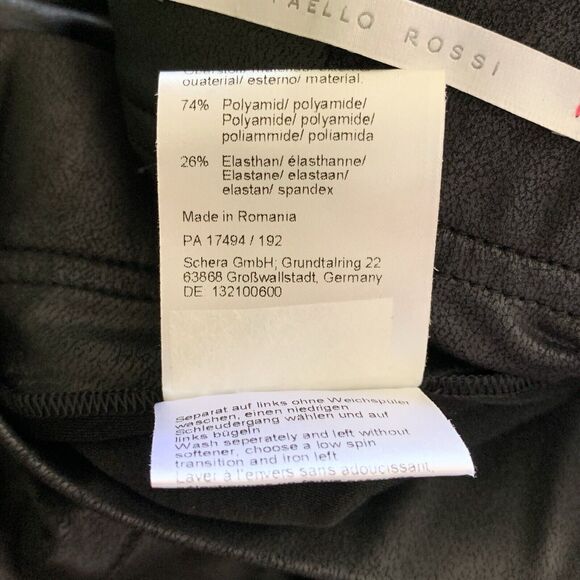 AELLO ROSSI
ouaterial/ esterno/ material.
74% Polyamid/ polyamide/
Polyamide/ polyamide/
poliammide/ poliamida
26% Elasthan/ élasthanne/
Elastane/ elastaan/
elastan/ spandex
Made in Romania
PA 17494 / 192
Schera GmbH; Grundtalring 22
63868 Großwallstadt, Germany
DE 132100600
Separat auf links ohne Weichspüler
waschen, einen niedrigen
Schleudergang wählen und auf
links bügeln
Wash seperately and left without
softener, choose a low spin
transition and iron left
Laver à l'envers sans adoucissant.